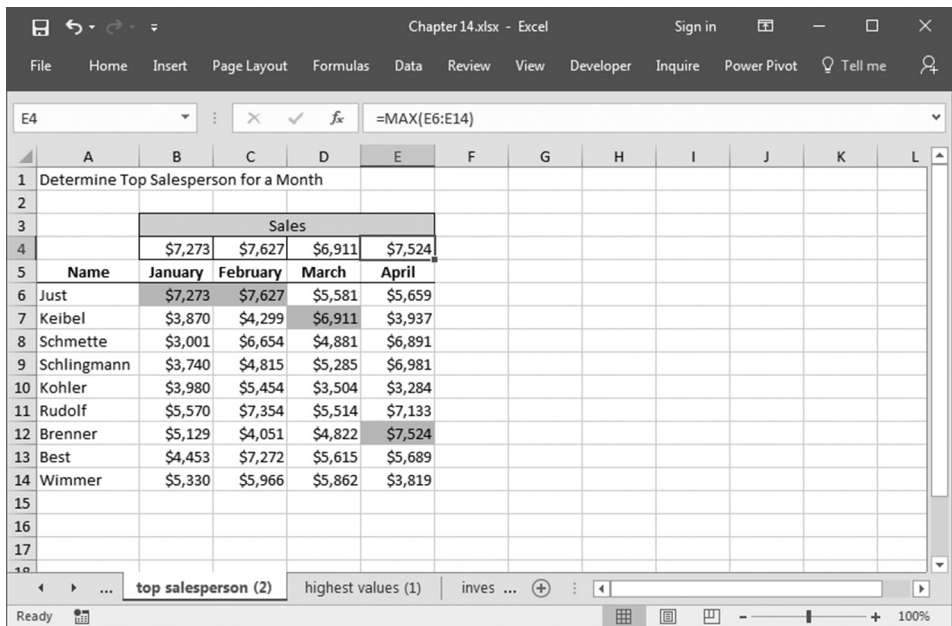 Chapter 14.xlsx - Excel Sign in
File Home Insert Page Layout Formulas Data Review View Developer Inquire Power Pivot Tell me
E4 fx =MAX(E6:E14)
A B C D E F G H I J K L
1 Determine Top Salesperson for a Month
2
3 Sales
4 $7,273 $7,627 $6,911 $7,524
5 Name January February March April
6 Just $7,273 $7,627 $5,581 $5,659
7 Keibel $3,870 $4,299 $6,911 $3,937
8 Schmette $3,001 $6,654 $4,881 $6,891
9 Schlingmann $3,740 $4,815 $5,285 $6,981
10 Kohler $3,980 $5,454 $3,504 $3,284
11 Rudolf $5,570 $7,354 $5,514 $7,133
12 Brenner $5,129 $4,051 $4,822 $7,524
13 Best $4,453 $7,272 $5,615 $5,689
14 Wimmer $5,330 $5,966 $5,862 $3,819
15
16
17
18
... top salesperson (2) highest values (1) inves ...
Ready 100%